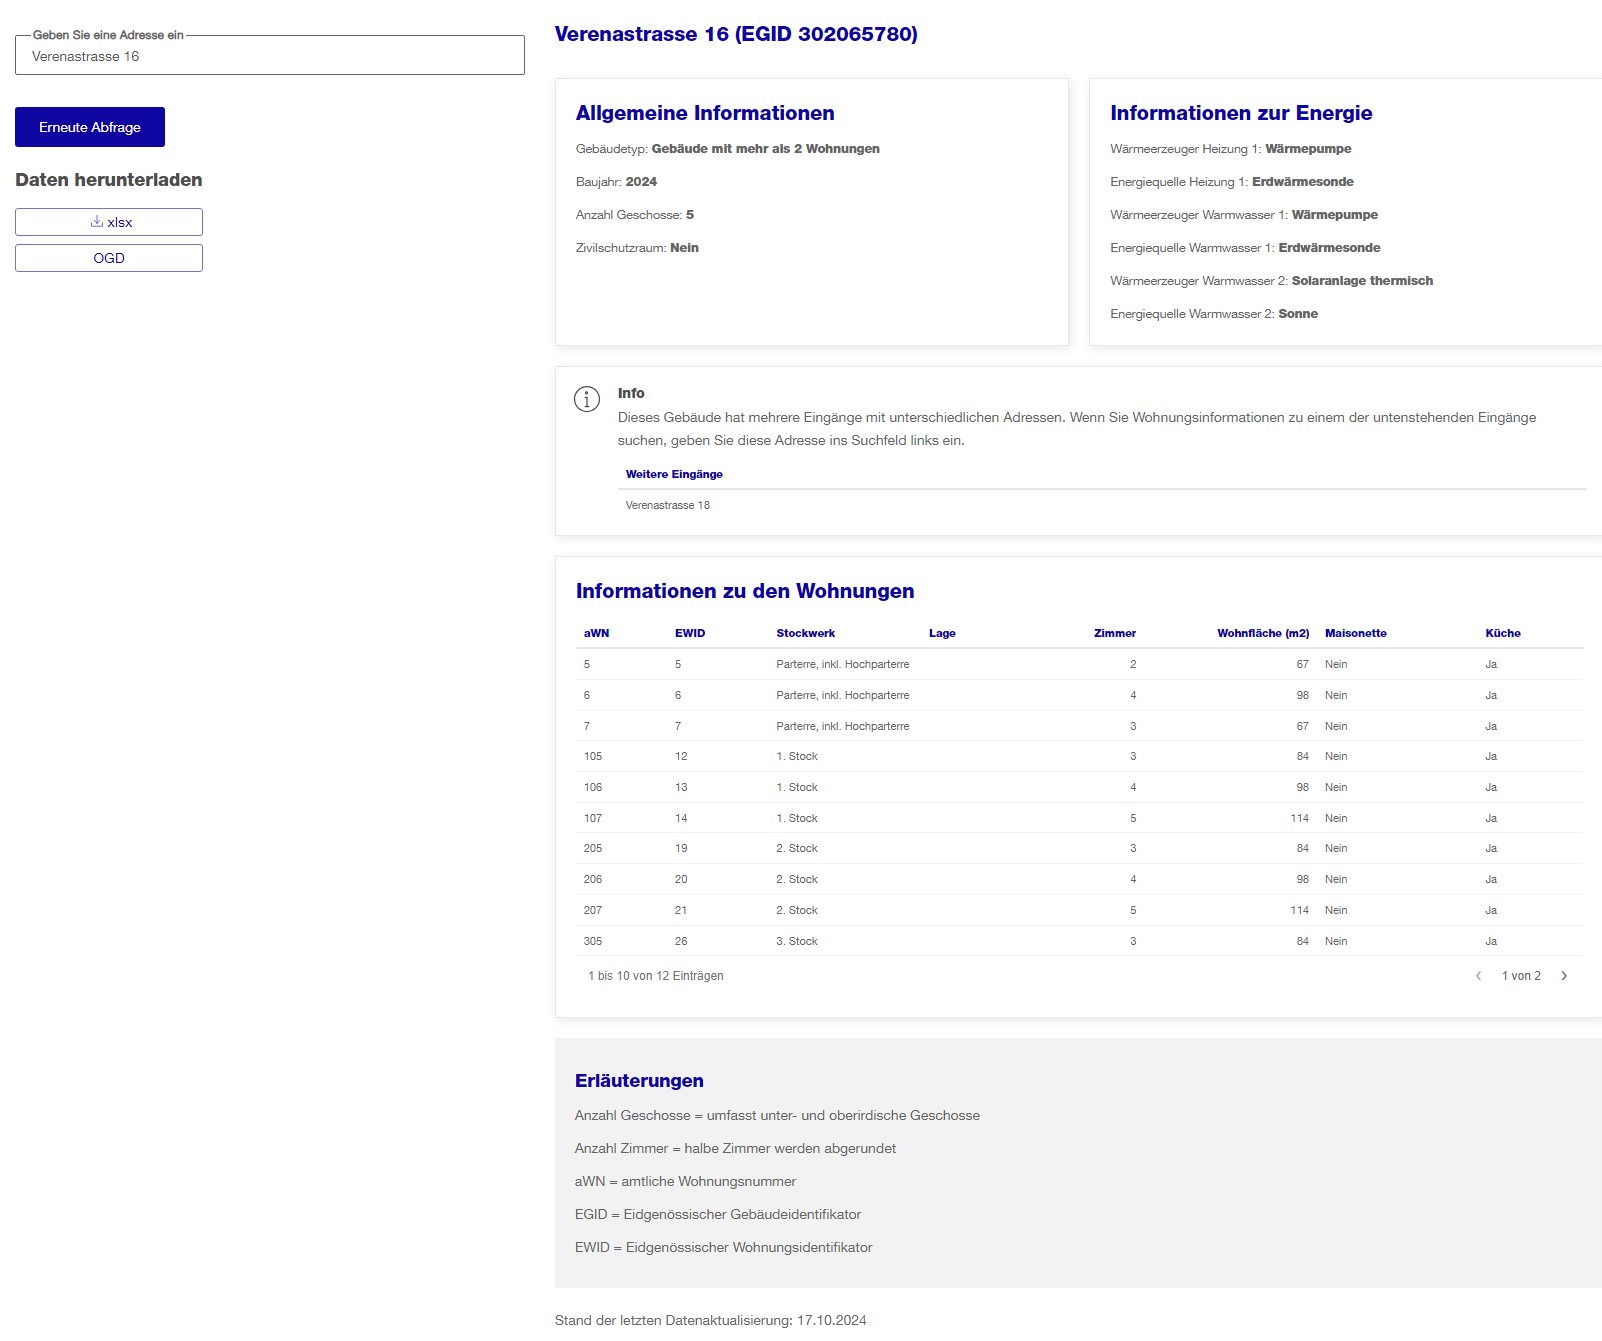 Geben Sie eine Adresse ein
Verenastrasse 16
Erneute Abfrage
Daten herunterladen
xlsx
OGD
Verenastrasse 16 (EGID 302065780)
Allgemeine Informationen
Gebäudetyp: Gebäude mit mehr als 2 Wohnungen
Baujahr: 2024
Anzahl Geschosse: 5
Zivilschutzraum: Nein
Informationen zur Energie
Wärmeerzeuger Heizung 1: Wärmepumpe
Energiequelle Heizung 1: Erdwärmesonde
Wärmeerzeuger Warmwasser 1: Wärmepumpe
Energiequelle Warmwasser 1: Erdwärmesonde
Wärmeerzeuger Warmwasser 2: Solaranlage thermisch
Energiequelle Warmwasser 2: Sonne
Info
Dieses Gebäude hat mehrere Eingänge mit unterschiedlichen Adressen. Wenn Sie Wohnungsinformationen zu einem der untenstehenden Eingänge
suchen, geben Sie diese Adresse ins Suchfeld links ein.
Weitere Eingänge
Verenastrasse 18
Informationen zu den Wohnungen
aWN EWID Stockwerk Lage Zimmer Wohnfläche (m2) Maisonette Küche
5 5 Parterre, inkl. Hochparterre 2 67 Nein Ja
6 6 Parterre, inkl. Hochparterre 4 98 Nein Ja
7 7 Parterre, inkl. Hochparterre 3 67 Nein Ja
105 12 1. Stock 3 84 Nein Ja
106 13 1. Stock 4 98 Nein Ja
107 14 1. Stock 5 114 Nein Ja
205 19 2. Stock 3 84 Nein Ja
206 20 2. Stock 4 98 Nein Ja
207 21 2. Stock 5 114 Nein Ja
305 26 3. Stock 3 84 Nein Ja
1 bis 10 von 12 Einträgen
1 von 2
Erläuterungen
Anzahl Geschosse = umfasst unter- und oberirdische Geschosse
Anzahl Zimmer = halbe Zimmer werden abgerundet
aWN = amtliche Wohnungsnummer
EGID = Eidgenössischer Gebäudeidentifikator
EWID = Eidgenössischer Wohnungsidentifikator
Stand der letzten Datenaktualisierung: 17.10.2024